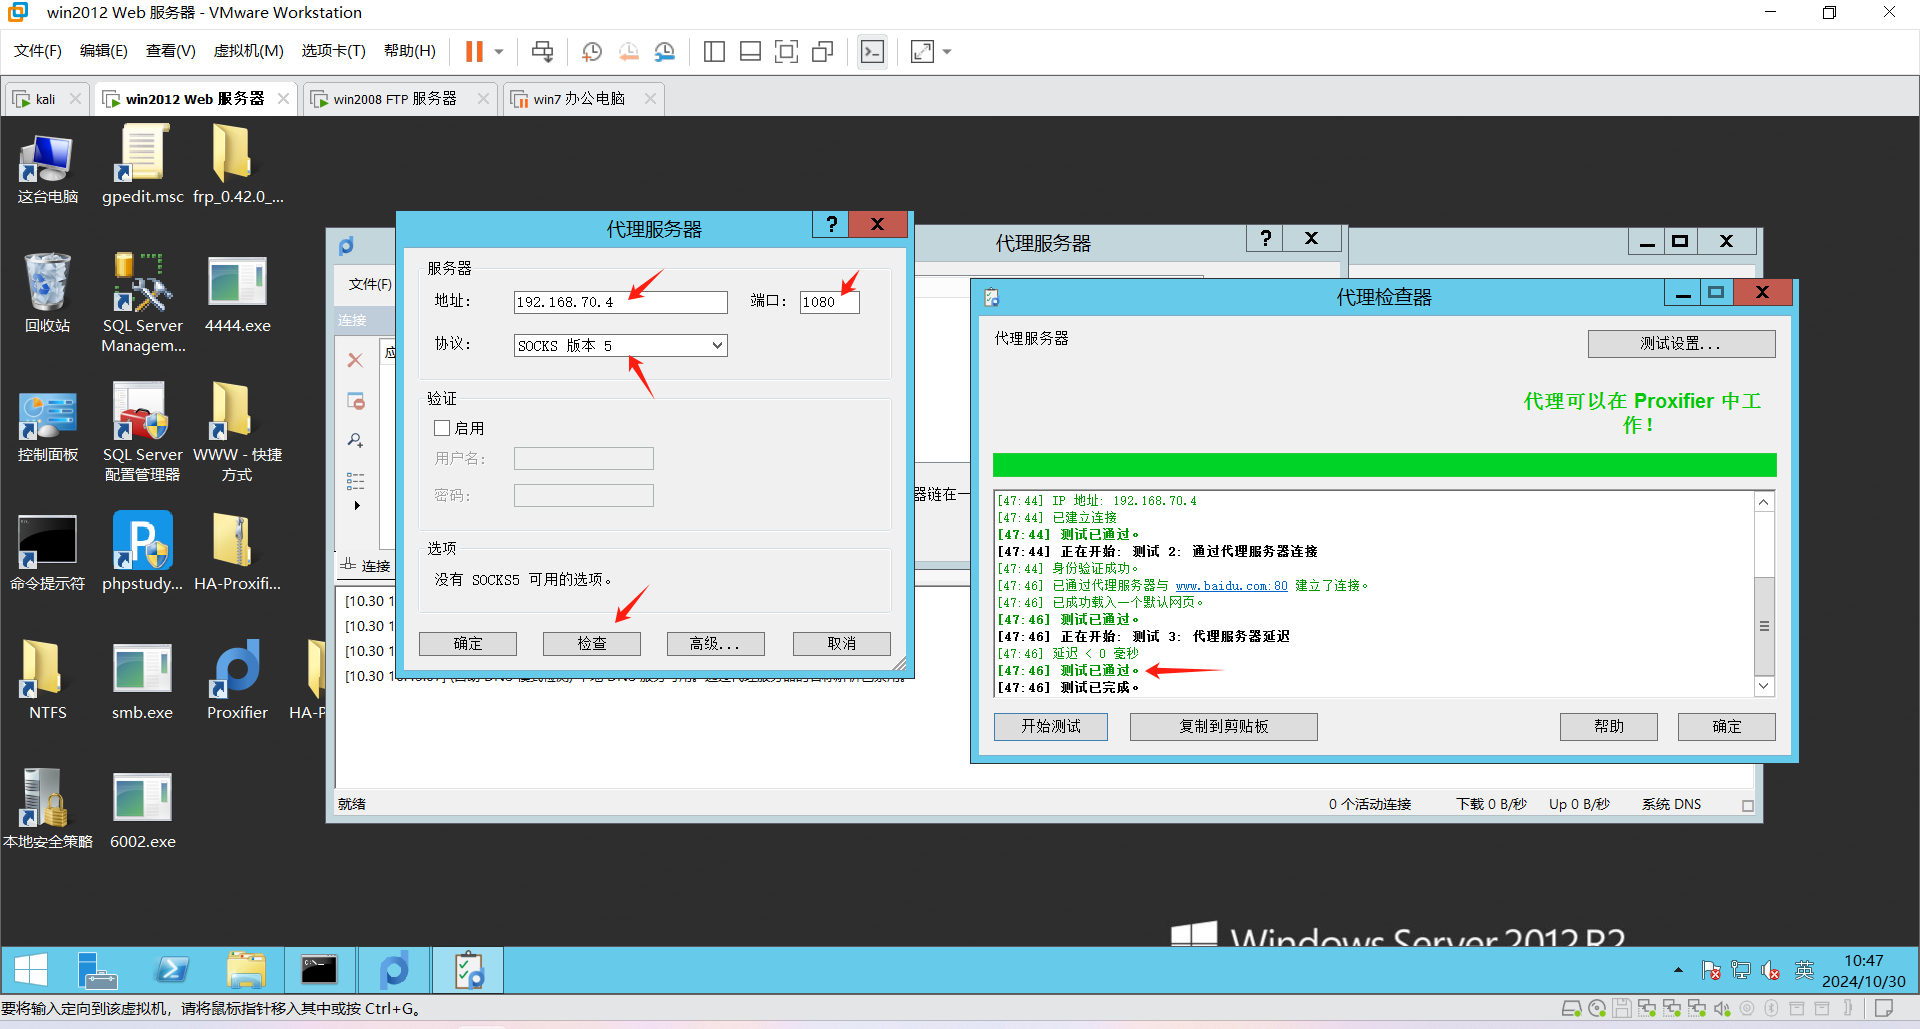 win2012 Web 服务器 - VMware Workstation
文件(F) 编辑(E) 查看(V) 虚拟机(M) 选项卡(T) 帮助(H)
kali
win2012 Web 服务器
win2008 FTP 服务器
win7 办公电脑
这台电脑
gpedit.msc
frp_0.42.0_...
回收站
SQL Server
Managem...
4444.exe
控制面板
SQL Server
配置管理器
WWW - 快捷
方式
命令提示符
phpstudy...
HA-Proxifi...
NTFS
smb.exe
Proxifier
HA-P
本地安全策略
6002.exe
文件(F)
连接
应
连接
[10.30 1
[10.30 1
[10.30 1
代理服务器
器链在一
就绪
0 个活动连接
下载 0 B/秒
Up 0 B/秒
系统 DNS
代理服务器
服务器
地址: 192.168.70.4
端口: 1080
协议: SOCKS 版本 5
验证
启用
用户名:
密码:
选项
没有 SOCKS5 可用的选项。
确定
检查
高级...
取消
代理检查器
代理服务器
测试设置...
代理可以在 Proxifier 中工
作!
[47:44] IP 地址: 192.168.70.4
[47:44] 已建立连接
[47:44] 测试已通过。
[47:44] 正在开始: 测试 2: 通过代理服务器连接
[47:44] 身份验证成功。
[47:46] 已通过代理服务器与 www.baidu.com:80 建立了连接。
[47:46] 已成功载入一个默认网页。
[47:46] 测试已通过。
[47:46] 正在开始: 测试 3: 代理服务器延迟
[47:46] 延迟 < 0 毫秒
[47:46] 测试已通过。
[47:46] 测试已完成。
开始测试
复制到剪贴板
帮助
确定
Windows Server 2012 R2
英
10:47
2024/10/30
要将输入定向到该虚拟机，请将鼠标指针移入其中或按 Ctrl+G。